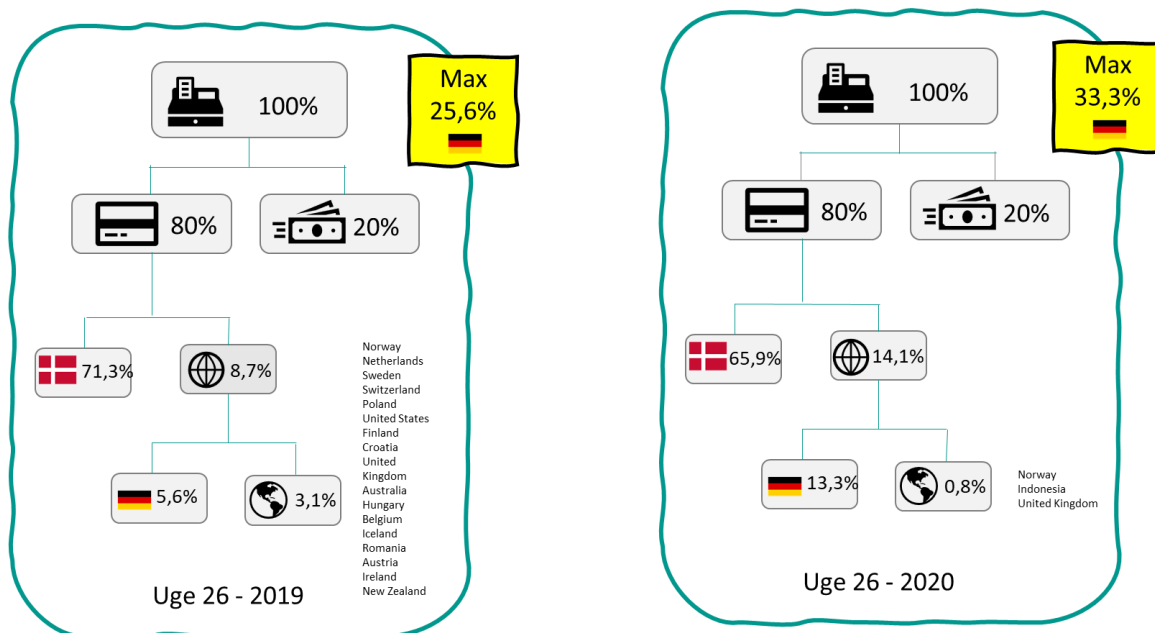 Max
25,6%
100%
80%
20%
71,3%
8,7%
Norway
Netherlands
Sweden
Switzerland
Poland
United States
Finland
Croatia
United
Kingdom
Australia
Hungary
Belgium
Iceland
Romania
Austria
Ireland
New Zealand
5,6%
3,1%
Uge 26 - 2019
Max
33,3%
100%
80%
20%
65,9%
14,1%
13,3%
0,8%
Norway
Indonesia
United Kingdom
Uge 26 - 2020